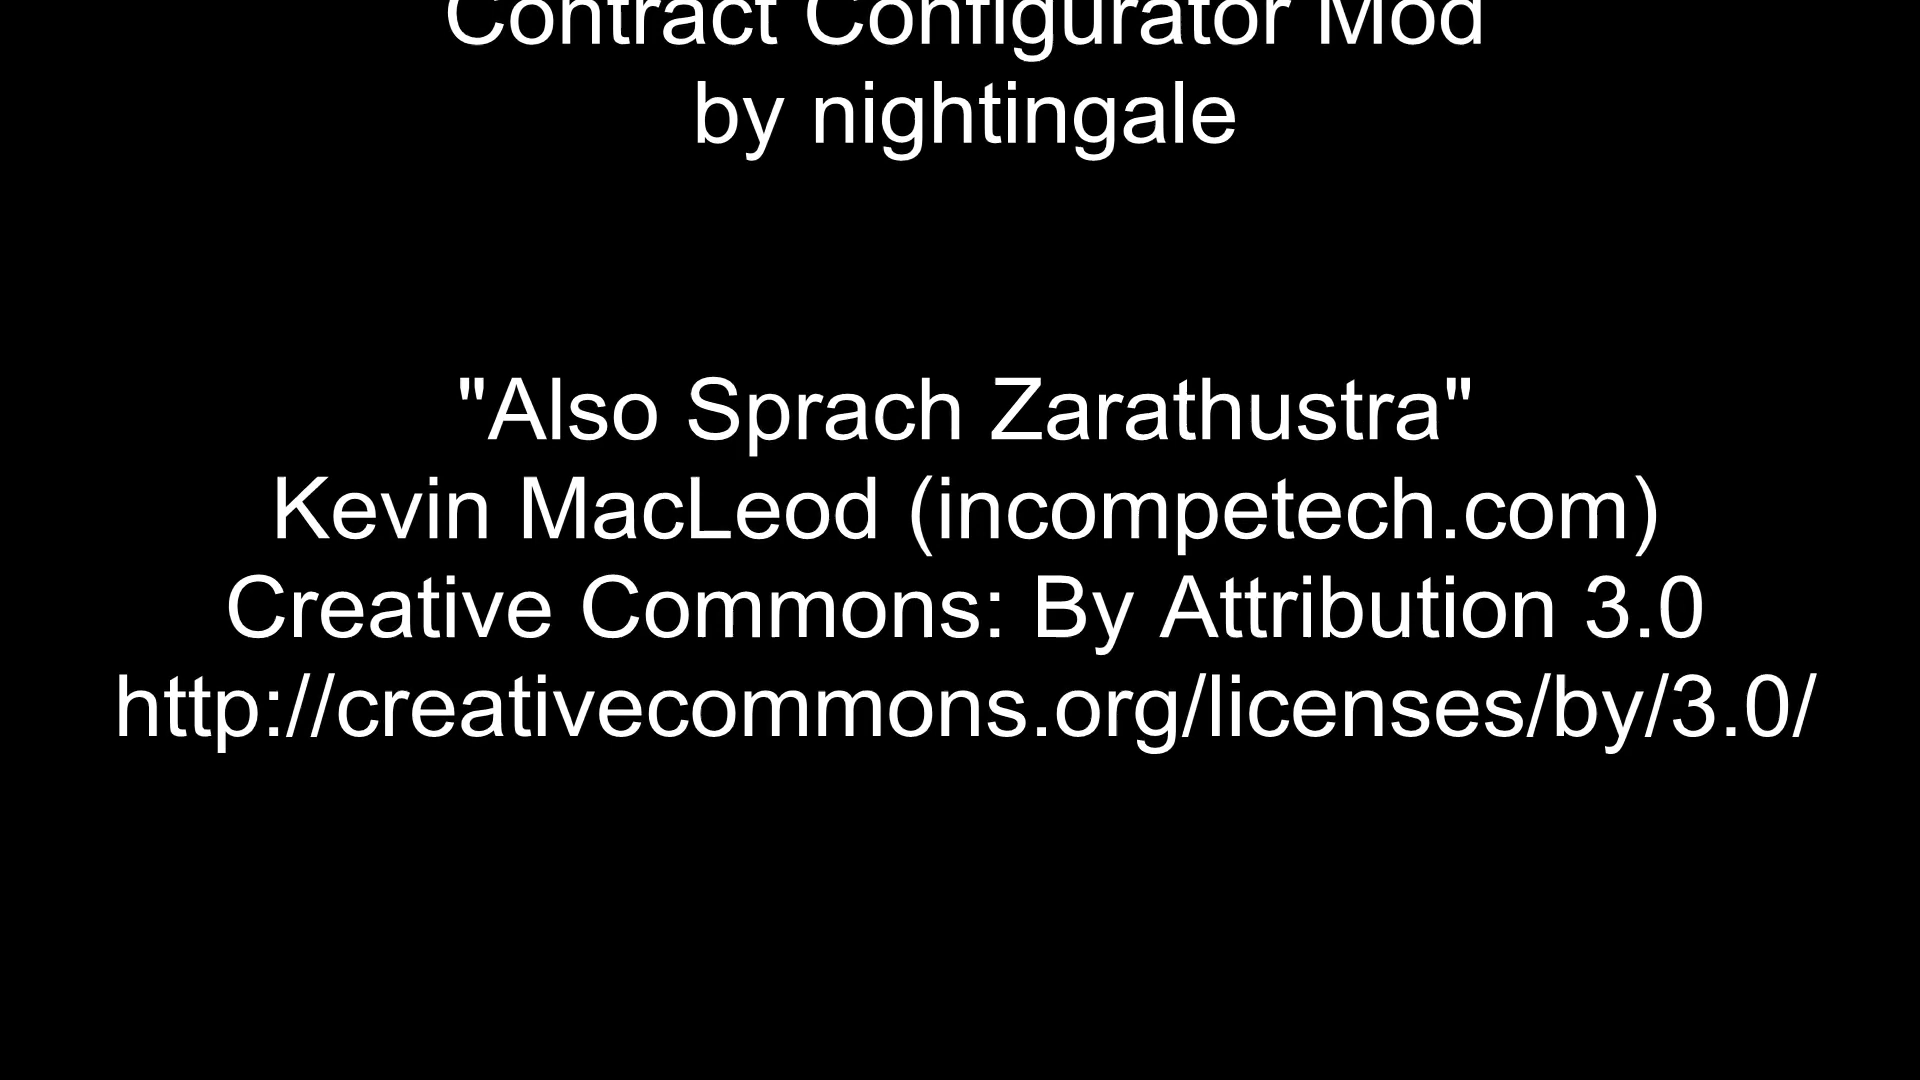 Contract Configurator Mod
by nightingale
"Also Sprach Zarathustra"
Kevin MacLeod (incompetech.com)
Creative Commons: By Attribution 3.0
http://creativecommons.org/licenses/by/3.0/